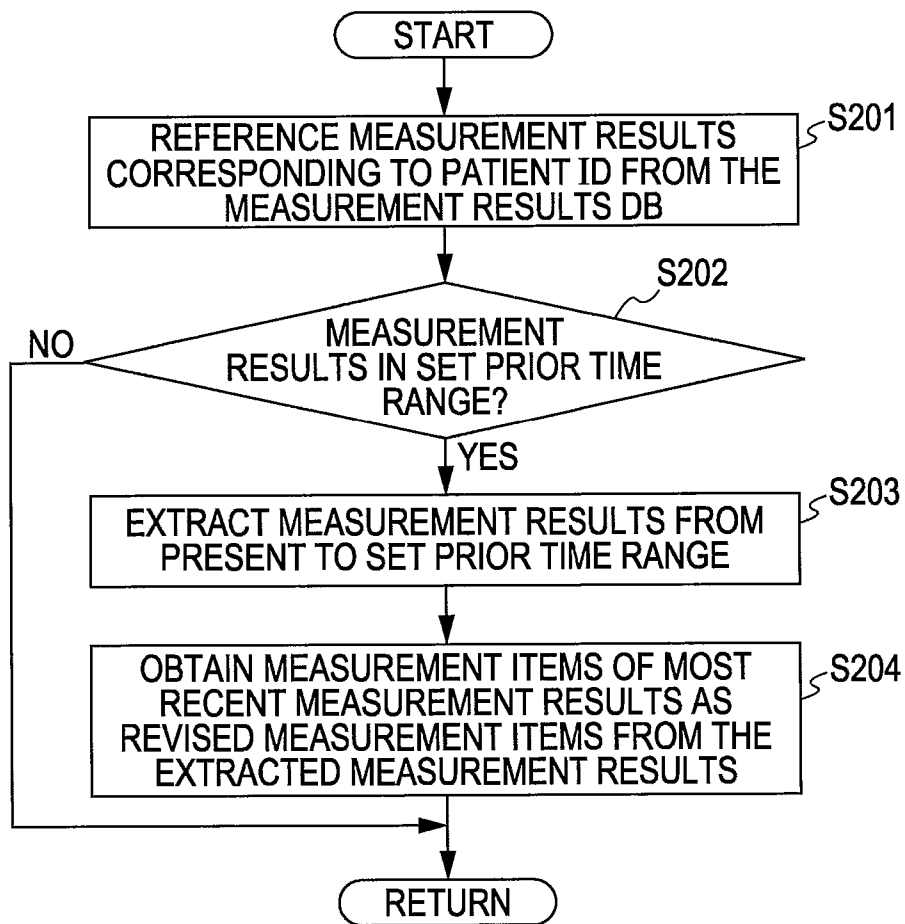 START
REFERENCE MEASUREMENT RESULTS
CORRESPONDING TO PATIENT ID FROM THE
MEASUREMENT RESULTS DB
S201
MEASUREMENT
RESULTS IN SET PRIOR TIME
RANGE?
S202
NO
YES
EXTRACT MEASUREMENT RESULTS FROM
PRESENT TO SET PRIOR TIME RANGE
S203
OBTAIN MEASUREMENT ITEMS OF MOST
RECENT MEASUREMENT RESULTS AS
REVISED MEASUREMENT ITEMS FROM THE
EXTRACTED MEASUREMENT RESULTS
S204
RETURN